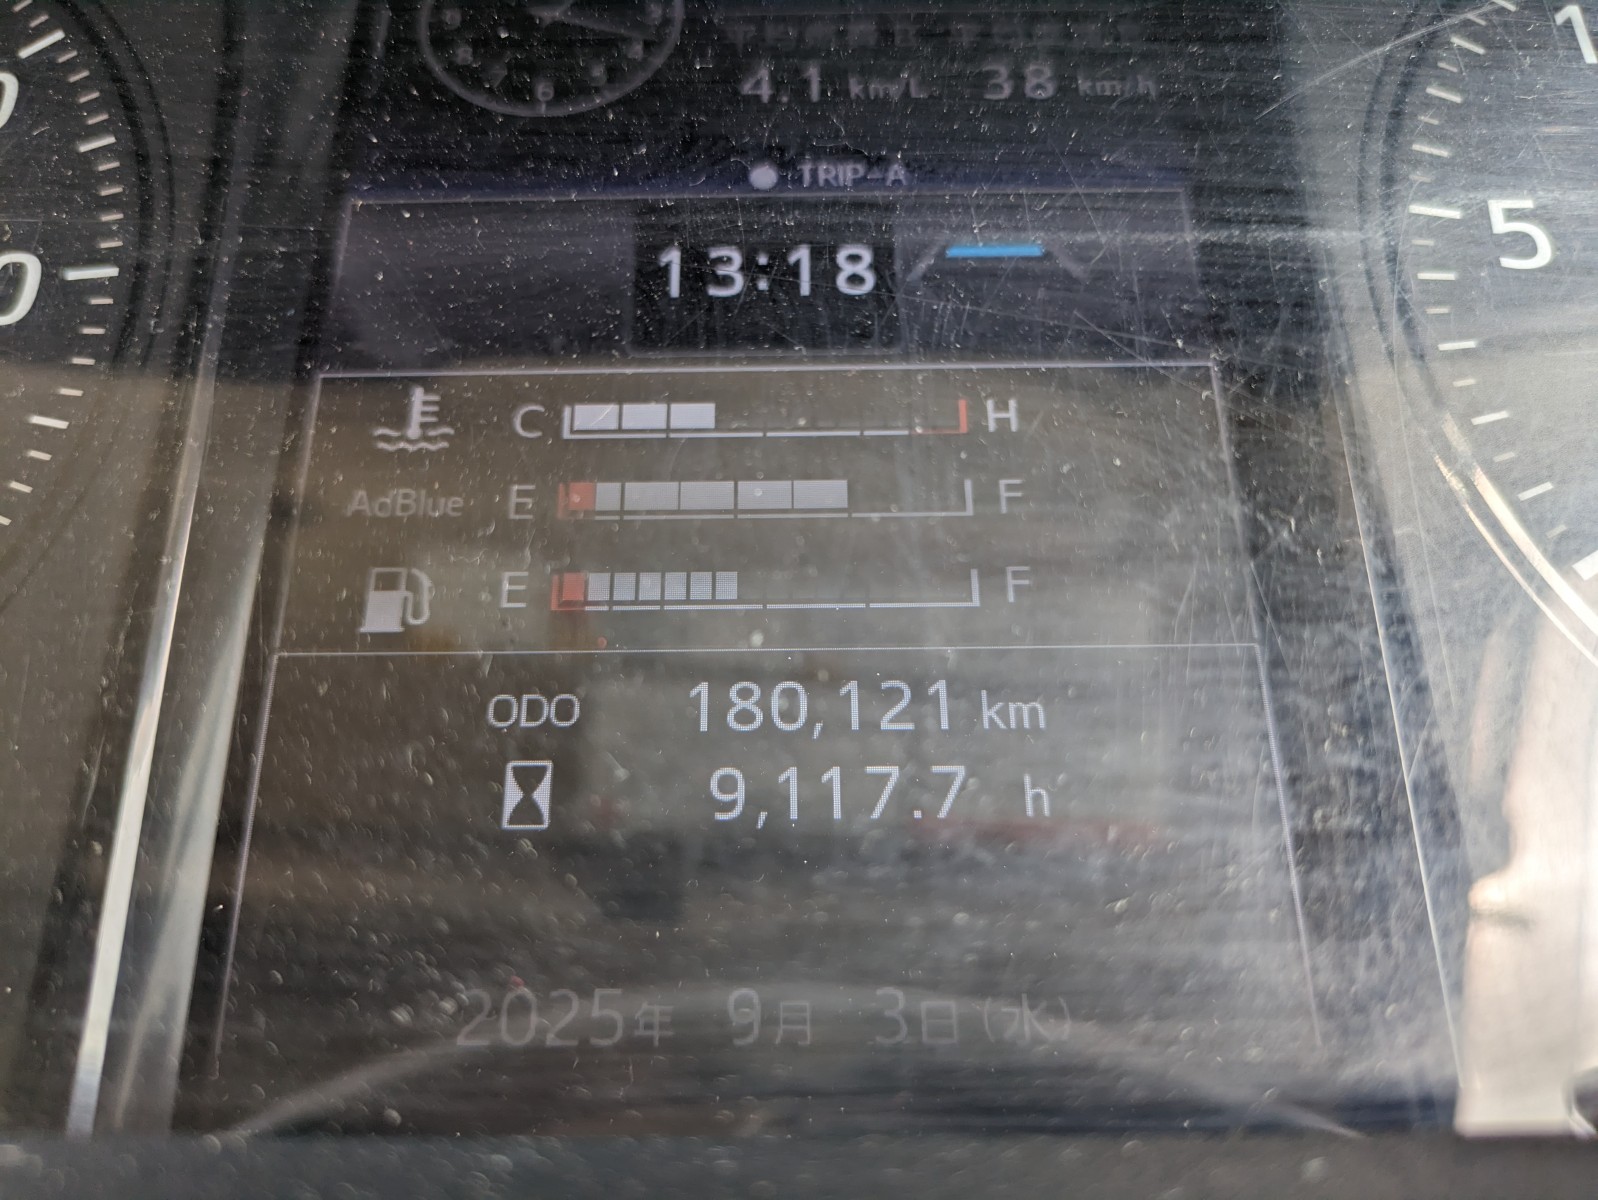 4.1 km/L 38 km/h
TRIP-A
13:18
5
C H
AdBlue E F
E F
ODO 180,121 km
9,117.7 h
2025年 9月 3日(水)